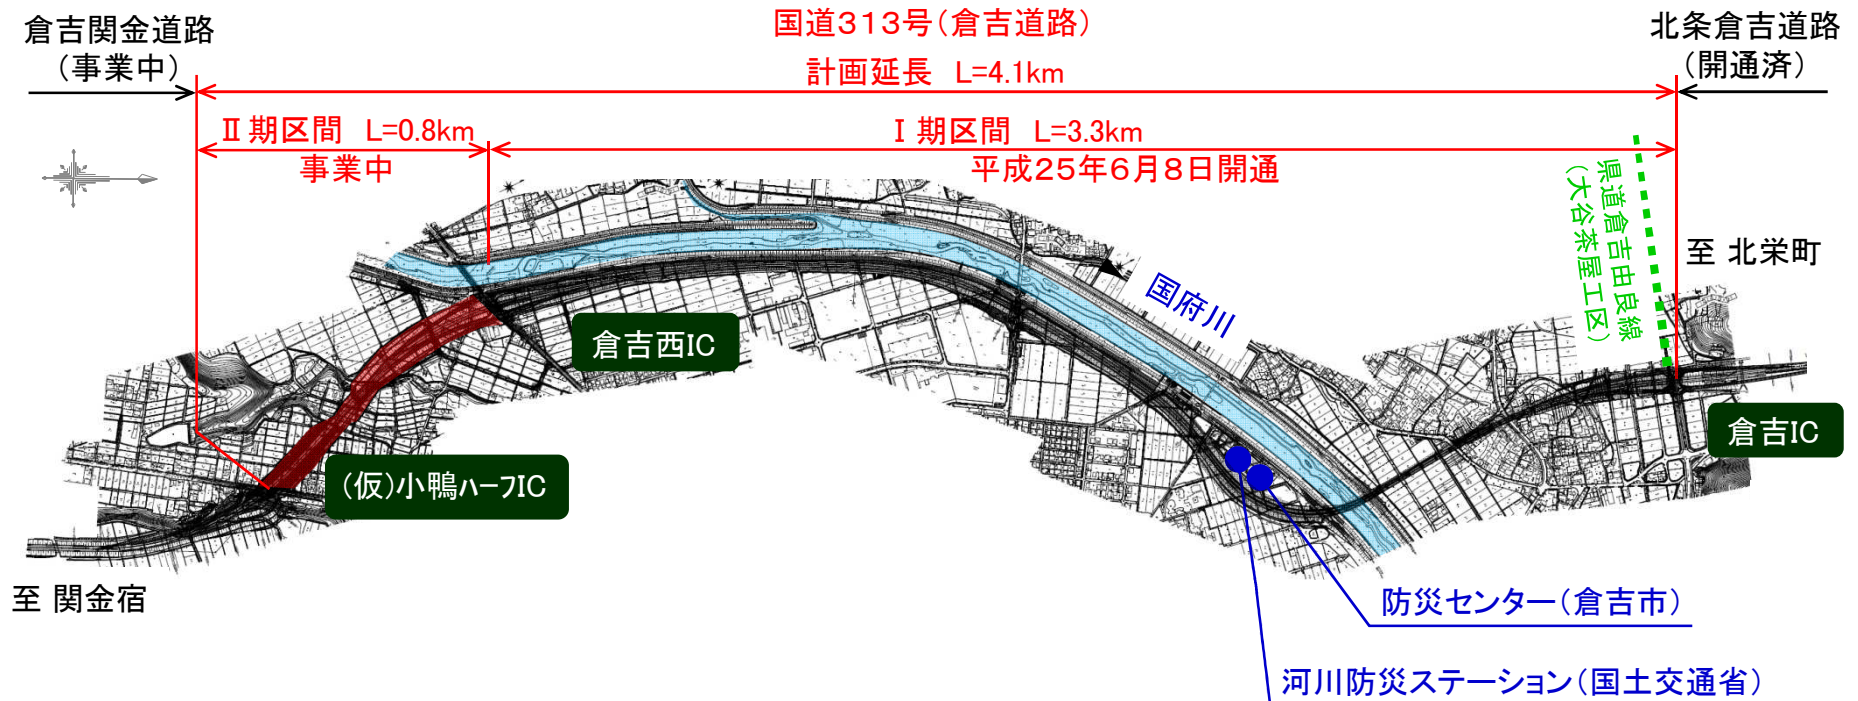 国道313号(倉吉道路)
倉吉関金道路
(事業中)
北条倉吉道路
(開通済)
計画延長 L=4.1km
Ⅱ期区間 L=0.8km
事業中
Ⅰ期区間 L=3.3km
平成25年6月8日開通
県道倉吉由良線
(大谷茶屋工区)
至 北栄町
国府川
倉吉西IC
倉吉IC
(仮)小鴨ハーフIC
至 関金宿
防災センター(倉吉市)
河川防災ステーション(国土交通省)